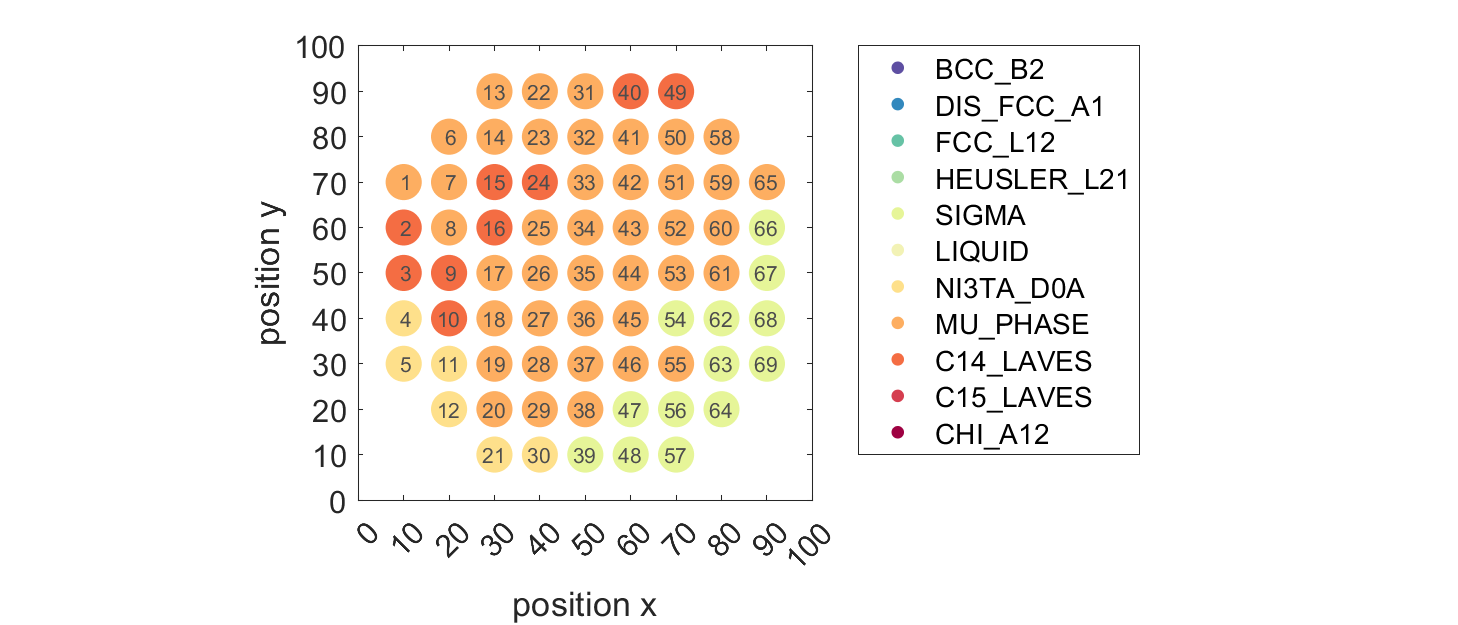 100
90
80
70
60
50
40
30
20
10
0
13 22 31 40 49
6 14 23 32 41 50 58
1 7 15 24 33 42 51 59 65
2 8 16 25 34 43 52 60 66
3 9 17 26 35 44 53 61 67
4 10 18 27 36 45 54 62 68
5 11 19 28 37 46 55 63 69
12 20 29 38 47 56 64
21 30 39 48 57
0 10 20 30 40 50 60 70 80 90 100
position x
position y
BCC_B2
DIS_FCC_A1
FCC_L12
HEUSLER_L21
SIGMA
LIQUID
NI3TA_D0A
MU_PHASE
C14_LAVES
C15_LAVES
CHI_A12